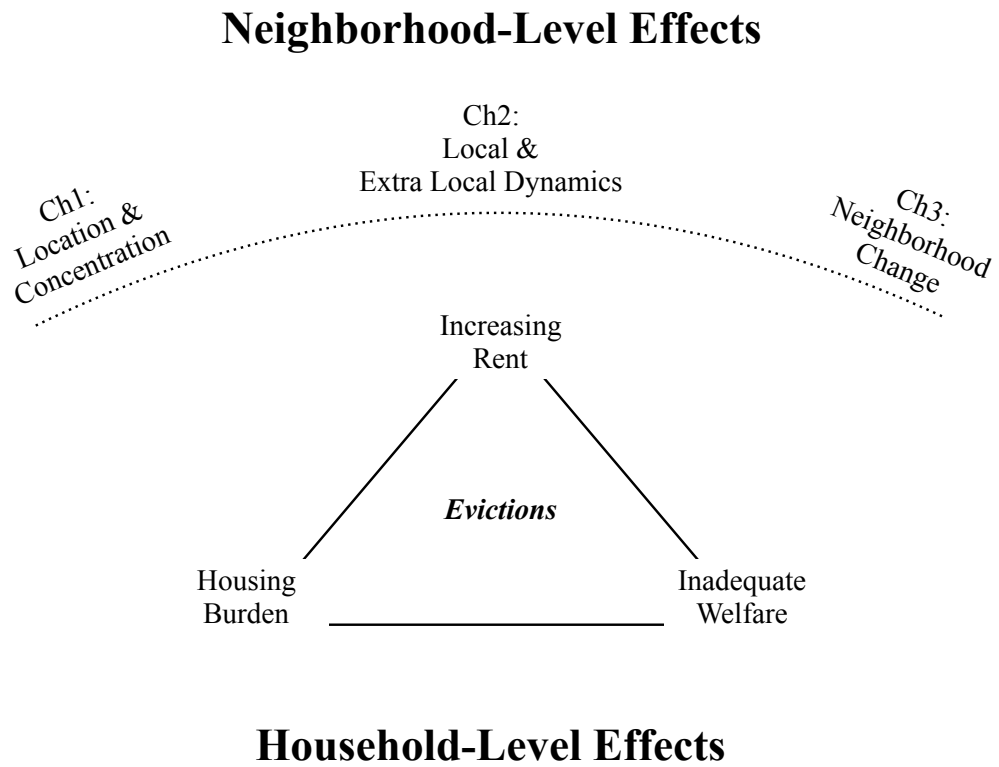 Neighborhood-Level Effects
Ch1:
Location &
Concentration
Ch2:
Local &
Extra Local Dynamics
Ch3:
Neighborhood
Change
Increasing
Rent
Evictions
Housing
Burden
Inadequate
Welfare
Household-Level Effects